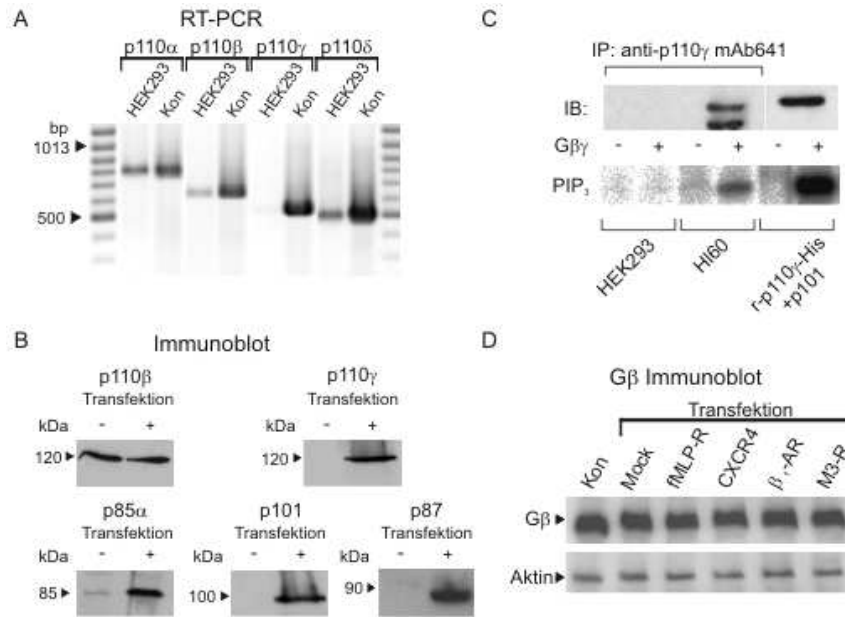 A
RT-PCR
p110α p110β p110γ p110δ
HEK293 Kon HEK293 Kon HEK293 Kon HEK293 Kon
bp
1013
500
B
Immunoblot
p110β
Transfektion
kDa - +
120
p110γ
Transfektion
kDa - +
120
p85α
Transfektion
kDa - +
85
p101
Transfektion
kDa - +
100
p87
Transfektion
kDa - +
90
C
IP: anti-p110γ mAb641
IB:
Gβγ - + - + - +
PIP₃
HEK293
Hl60
r-p110γ-His
+p101
D
Gβ Immunoblot
Transfektion
Kon Mock fMLP-R CXCR4 β₁-AR M3-R
Gβ
Aktin